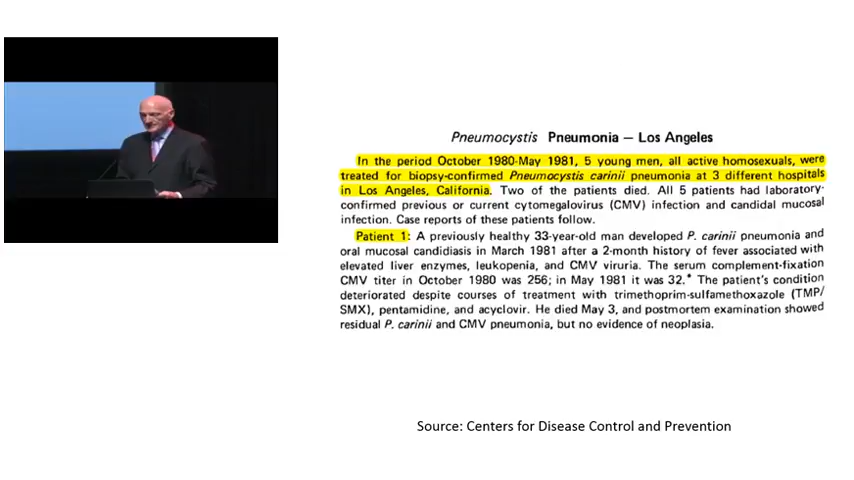 Pneumocystis Pneumonia — Los Angeles
In the period October 1980-May 1981, 5 young men, all active homosexuals, were
treated for biopsy-confirmed Pneumocystis carinii pneumonia at 3 different hospitals
in Los Angeles, California. Two of the patients died. All 5 patients had laboratory-
confirmed previous or current cytomegalovirus (CMV) infection and candidal mucosal
infection. Case reports of these patients follow.
Patient 1: A previously healthy 33-year-old man developed P. carinii pneumonia and
oral mucosal candidiasis in March 1981 after a 2-month history of fever associated with
elevated liver enzymes, leukopenia, and CMV viruria. The serum complement-fixation
CMV titer in October 1980 was 256; in May 1981 it was 32.* The patient's condition
deteriorated despite courses of treatment with trimethoprim-sulfamethoxazole (TMP/
SMX), pentamidine, and acyclovir. He died May 3, and postmortem examination showed
residual P. carinii and CMV pneumonia, but no evidence of neoplasia.
Source: Centers for Disease Control and Prevention